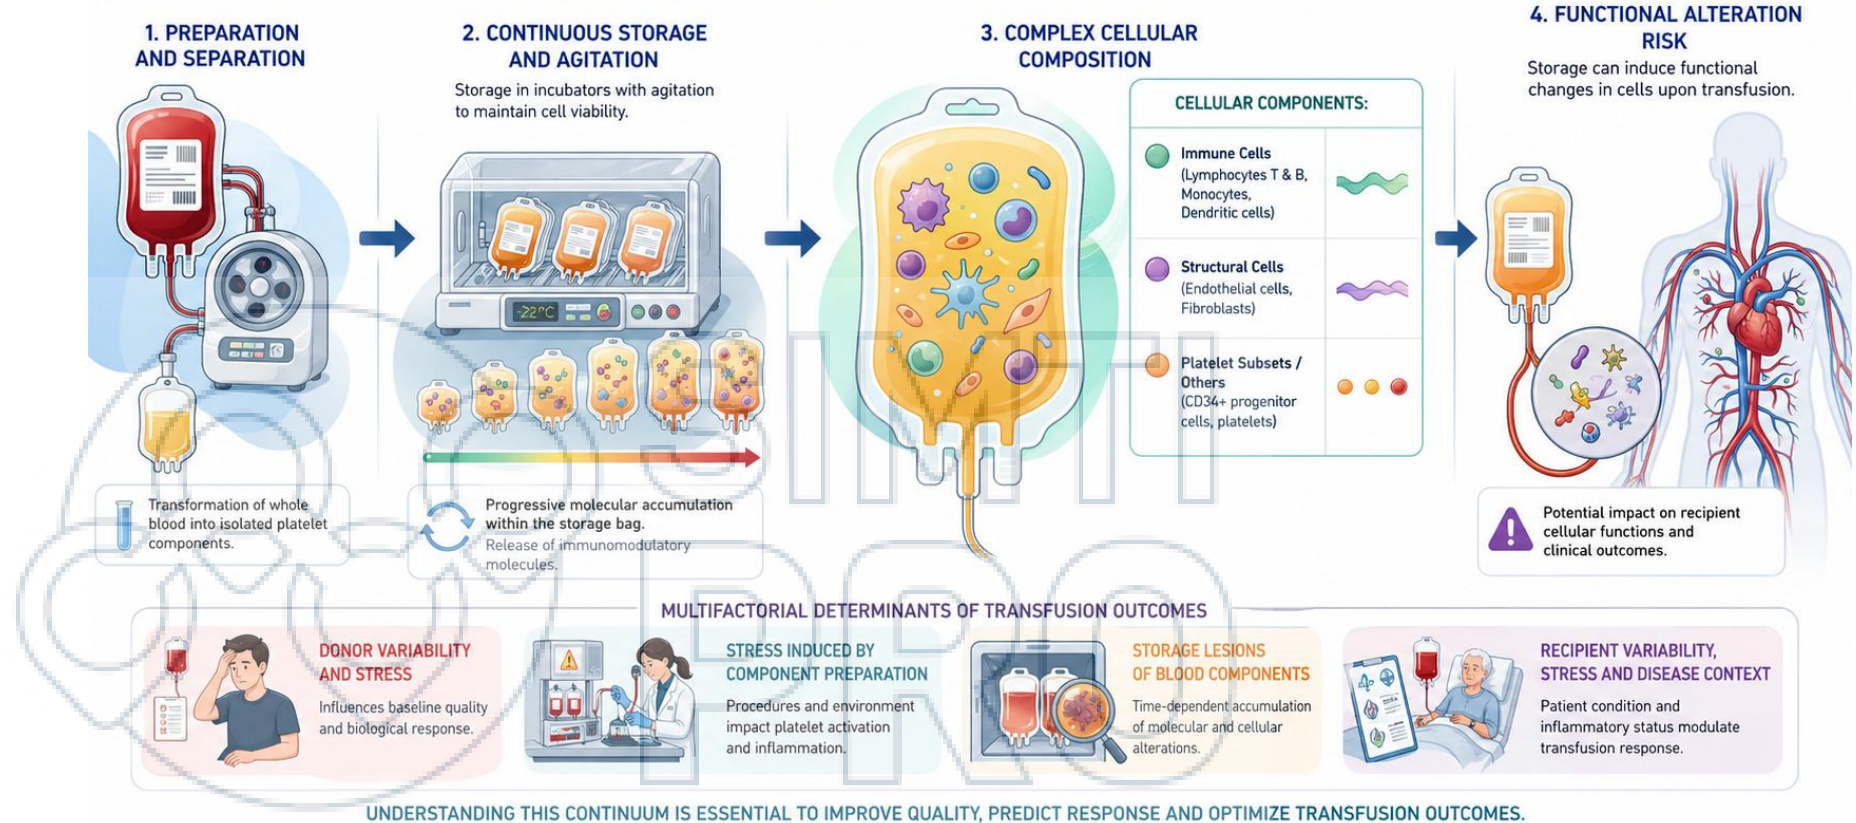 1. PREPARATION
AND SEPARATION
2. CONTINUOUS STORAGE
AND AGITATION
Storage in incubators with agitation
to maintain cell viability.
-22°C
3. COMPLEX CELLULAR
COMPOSITION
CELLULAR COMPONENTS:
Immune Cells
(Lymphocytes T & B,
Monocytes,
Dendritic cells)
Structural Cells
(Endothelial cells,
Fibroblasts)
Platelet Subsets /
Others
(CD34+ progenitor
cells, platelets)
4. FUNCTIONAL ALTERATION
RISK
Storage can induce functional
changes in cells upon transfusion.
Transformation of whole
blood into isolated platelet
components.
Progressive molecular accumulation
within the storage bag.
Release of immunomodulatory
molecules.
Potential impact on recipient
cellular functions and
clinical outcomes.
SIMTI
PRO
MULTIFACTORIAL DETERMINANTS OF TRANSFUSION OUTCOMES
DONOR VARIABILITY
AND STRESS
Influences baseline quality
and biological response.
STRESS INDUCED BY
COMPONENT PREPARATION
Procedures and environment
impact platelet activation
and inflammation.
STORAGE LESIONS
OF BLOOD COMPONENTS
Time-dependent accumulation
of molecular and cellular
alterations.
RECIPIENT VARIABILITY,
STRESS AND DISEASE CONTEXT
Patient condition and
inflammatory status modulate
transfusion response.
UNDERSTANDING THIS CONTINUUM IS ESSENTIAL TO IMPROVE QUALITY, PREDICT RESPONSE AND OPTIMIZE TRANSFUSION OUTCOMES.